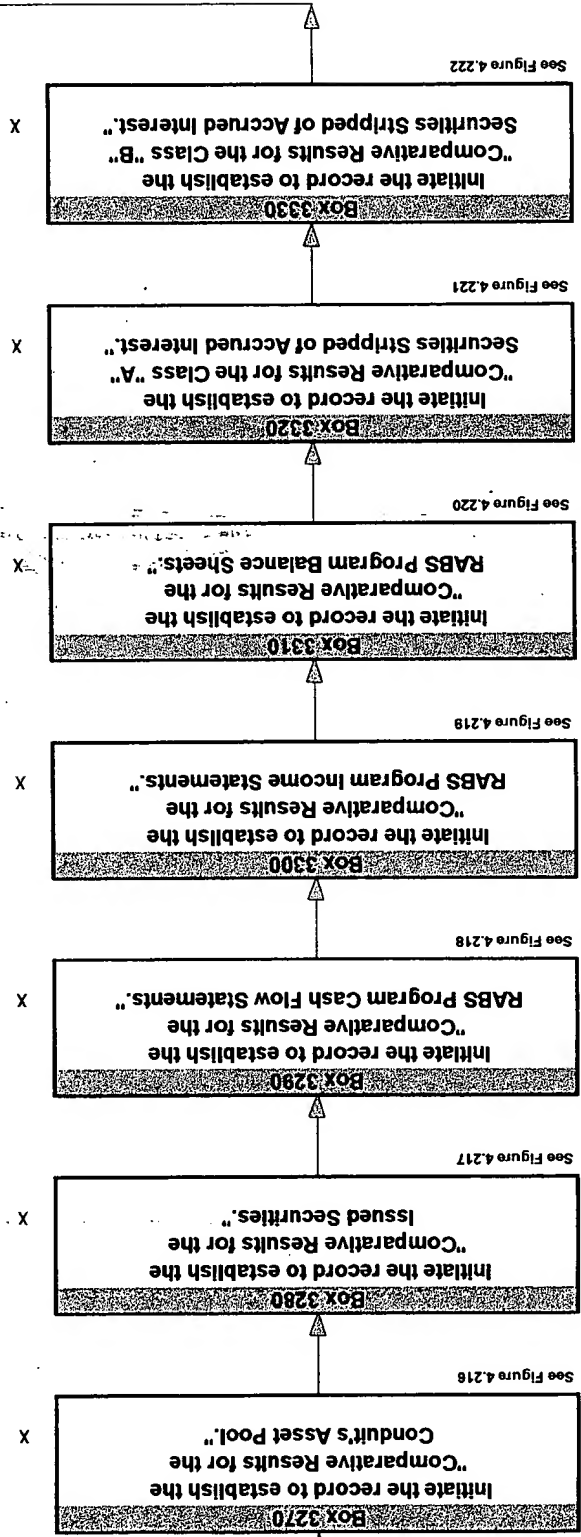 Box 3270
Initiate the record to establish the
"Comparative Results for the
Conduit's Asset Pool."
X
See Figure 4.216
Box 3280
Initiate the record to establish the
"Comparative Results for the
Issued Securities."
X
See Figure 4.217
Box 3290
Initiate the record to establish the
"Comparative Results for the
RABS Program Cash Flow Statements."
X
See Figure 4.218
Box 3300
Initiate the record to establish the
"Comparative Results for the
RABS Program Income Statements."
X
See Figure 4.219
Box 3310
Initiate the record to establish the
"Comparative Results for the
RABS Program Balance Sheets."
X
See Figure 4.220
Box 3320
Initiate the record to establish the
"Comparative Results for the Class "A"
Securities Stripped of Accrued Interest."
X
See Figure 4.221
Box 3330
Initiate the record to establish the
"Comparative Results for the Class "B"
Securities Stripped of Accrued Interest."
X
See Figure 4.222